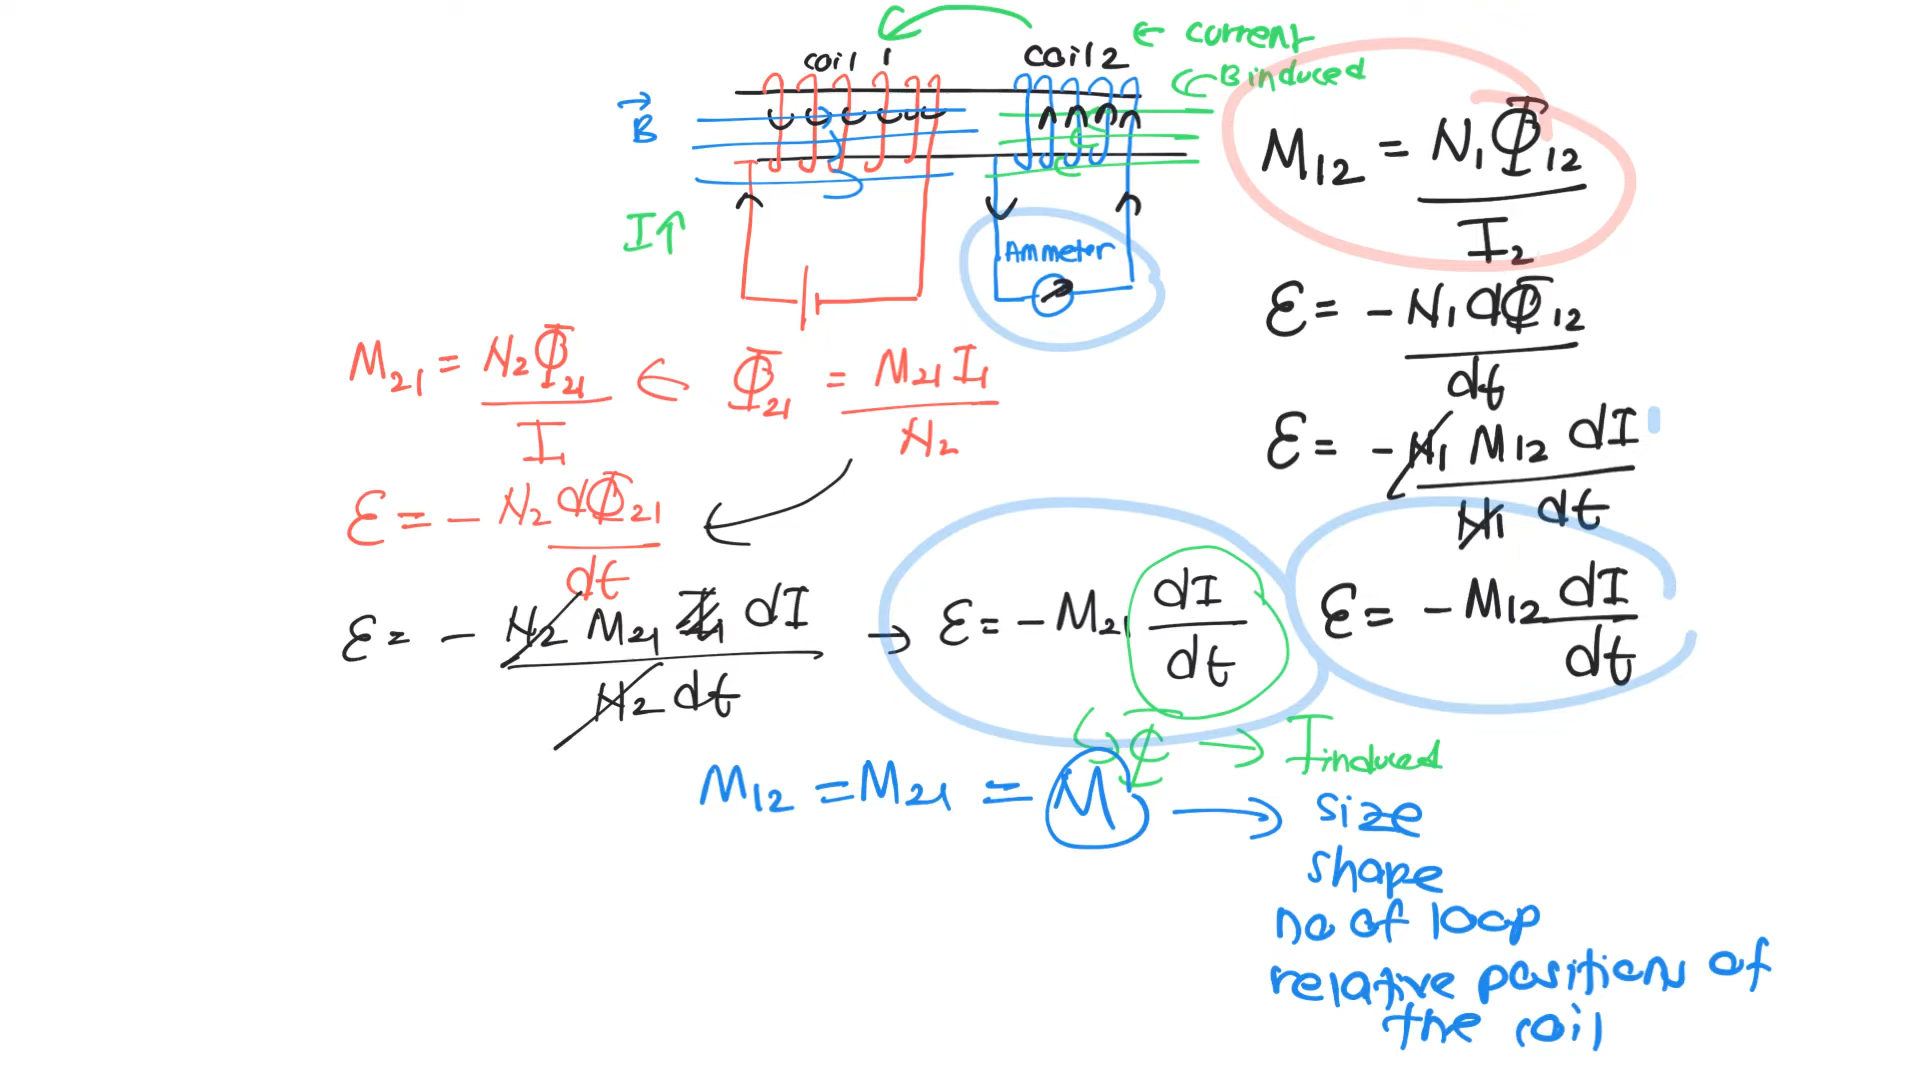 coil 1
coil 2
← current
B induced
B⃗
I↑
Ammeter
M₁₂ = N₁Φ₁₂
I₂
ε = - N₁ dΦ₁₂
dt
ε = - N₁ M₁₂ dI
N₁ dt
M₂₁ = N₂Φ₂₁
I₁
← Φ₂₁ = M₂₁ I₁
N₂
ε = - N₂ dΦ₂₁
dt
ε = - N₂ M₂₁ I₁ dI
N₂ dt
→ ε = - M₂₁ dI
dt
ε = - M₁₂ dI
dt
→ I induced
M₁₂ = M₂₁ = M → size
shape
no of loop
relative positions of
the coil